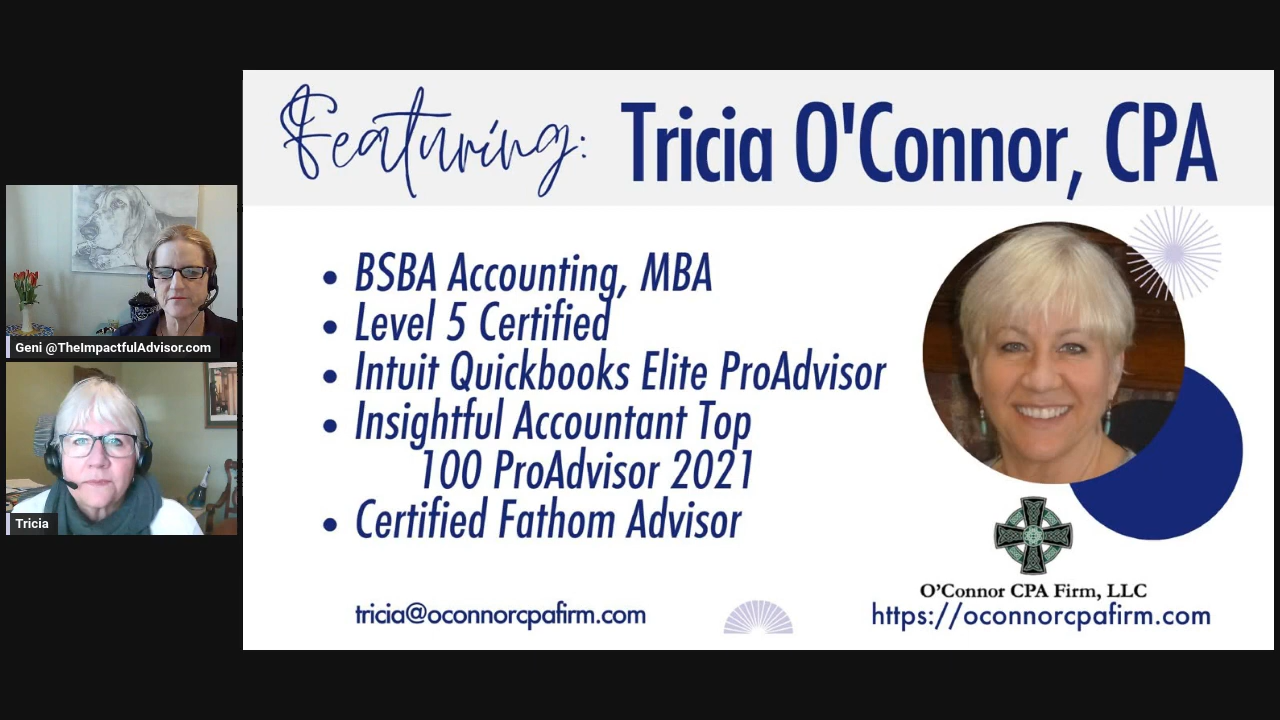 Featuring: Tricia O'Connor, CPA
• BSBA Accounting, MBA
• Level 5 Certified
• Intuit Quickbooks Elite ProAdvisor
• Insightful Accountant Top
100 ProAdvisor 2021
• Certified Fathom Advisor
O'Connor CPA Firm, LLC
tricia@oconnorcpafirm.com
https://oconnorcpafirm.com
Geni @TheImpactfulAdvisor.com
Tricia